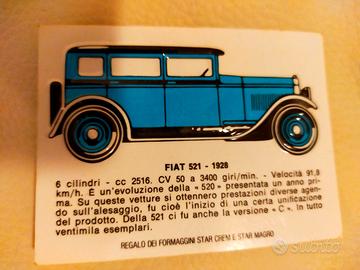 FIAT 521 - 1928
6 cilindri - cc 2516. CV 50 a 3400 giri/min. - Velocità 91,8
km/h. È un'evoluzione della « 520 » presentata un anno pri-
ma. Su queste vetture si ottennero prestazioni diverse agen-
do sull'alesaggio, fu cioè l'inizio di una certa unificazione
del prodotto. Della 521 ci fu anche la versione « C ». In tutto
ventimila esemplari.
REGALO DEI FORMAGGINI STAR CREM E STAR MAGRO
subito.it